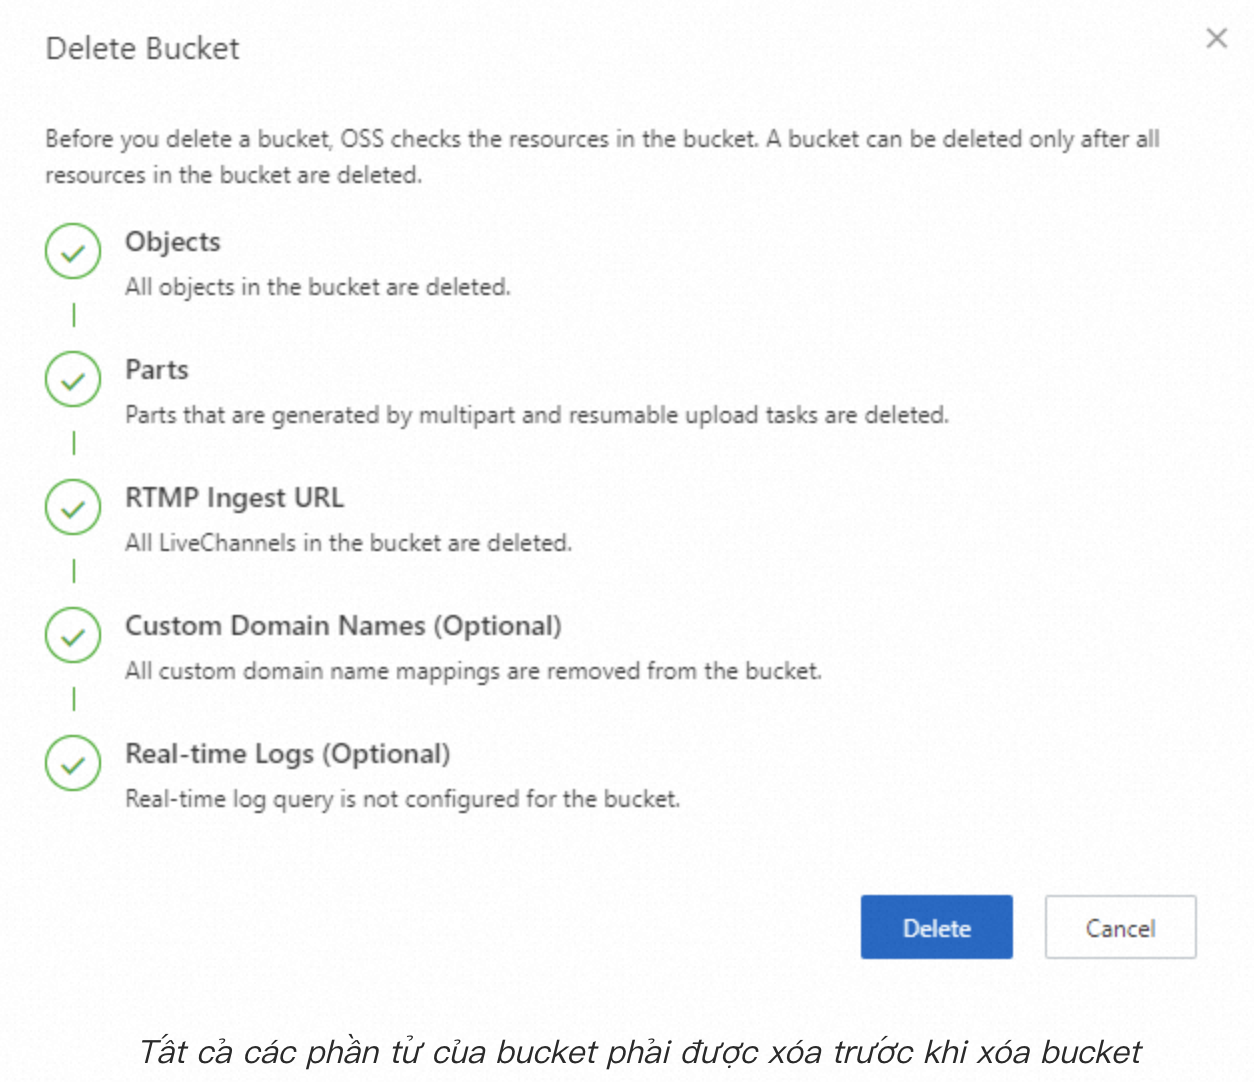 Delete Bucket
Before you delete a bucket, OSS checks the resources in the bucket. A bucket can be deleted only after all
resources in the bucket are deleted.
Objects
All objects in the bucket are deleted.
Parts
Parts that are generated by multipart and resumable upload tasks are deleted.
RTMP Ingest URL
All LiveChannels in the bucket are deleted.
Custom Domain Names (Optional)
All custom domain name mappings are removed from the bucket.
Real-time Logs (Optional)
Real-time log query is not configured for the bucket.
Delete
Cancel
Tất cả các phần tử của bucket phải được xóa trước khi xóa bucket